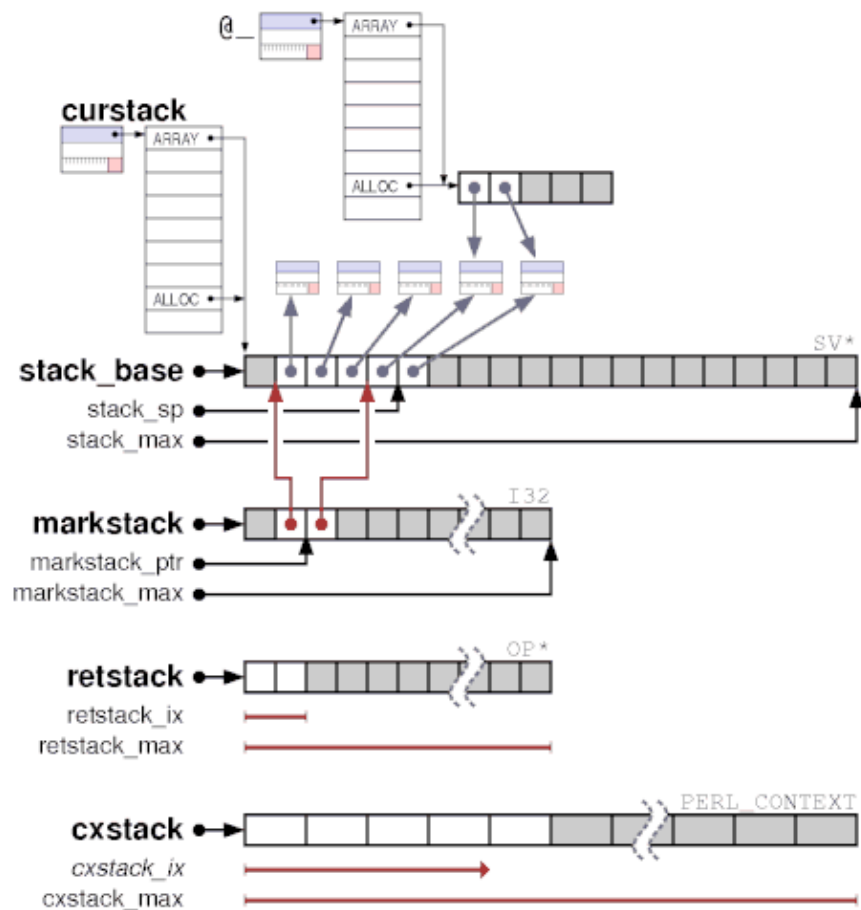 @_
ARRAY
curstack
ARRAY
ALLOC
ALLOC
SV*
stack_base
stack_sp
stack_max
I32
markstack
markstack_ptr
markstack_max
OP*
retstack
retstack_ix
retstack_max
PERL_CONTEXT
cxstack
cxstack_ix
cxstack_max